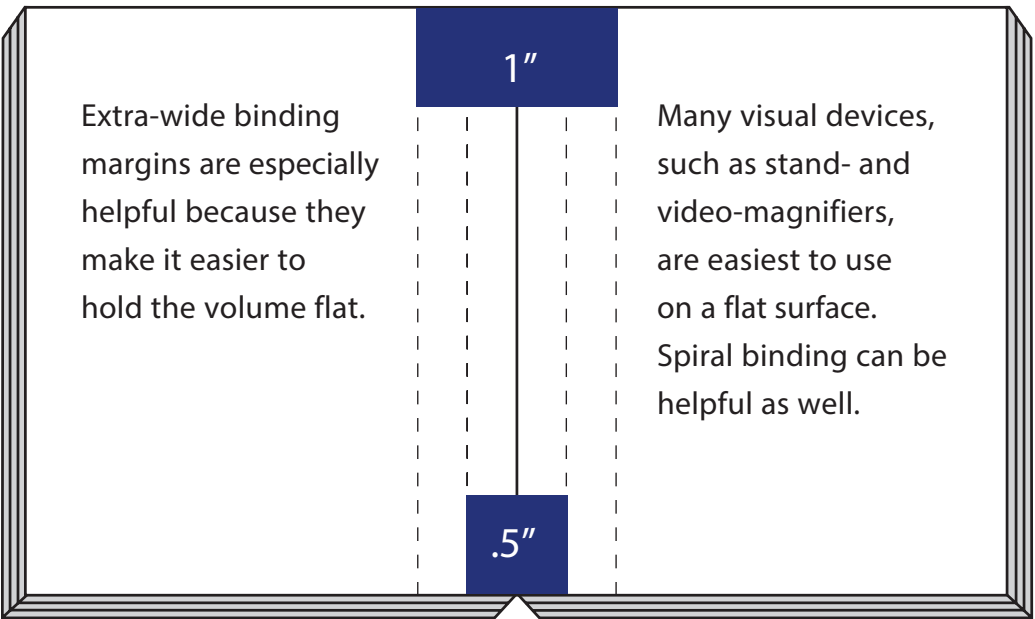 1”
Extra-wide binding
margins are especially
helpful because they
make it easier to
hold the volume flat.
Many visual devices,
such as stand- and
video-magnifiers,
are easiest to use
on a flat surface.
Spiral binding can be
helpful as well.
.5”